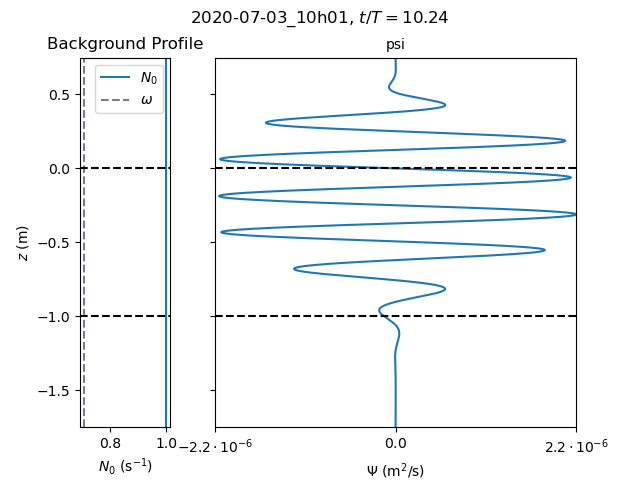 2020-07-03_10h01, t/T = 10.24
Background Profile
psi
N₀
ω
0.5
0.0
−0.5
−1.0
−1.5
z (m)
0.8
1.0
−2.2 · 10⁻⁶
0.0
2.2 · 10⁻⁶
N₀ (s⁻¹)
Ψ (m²/s)